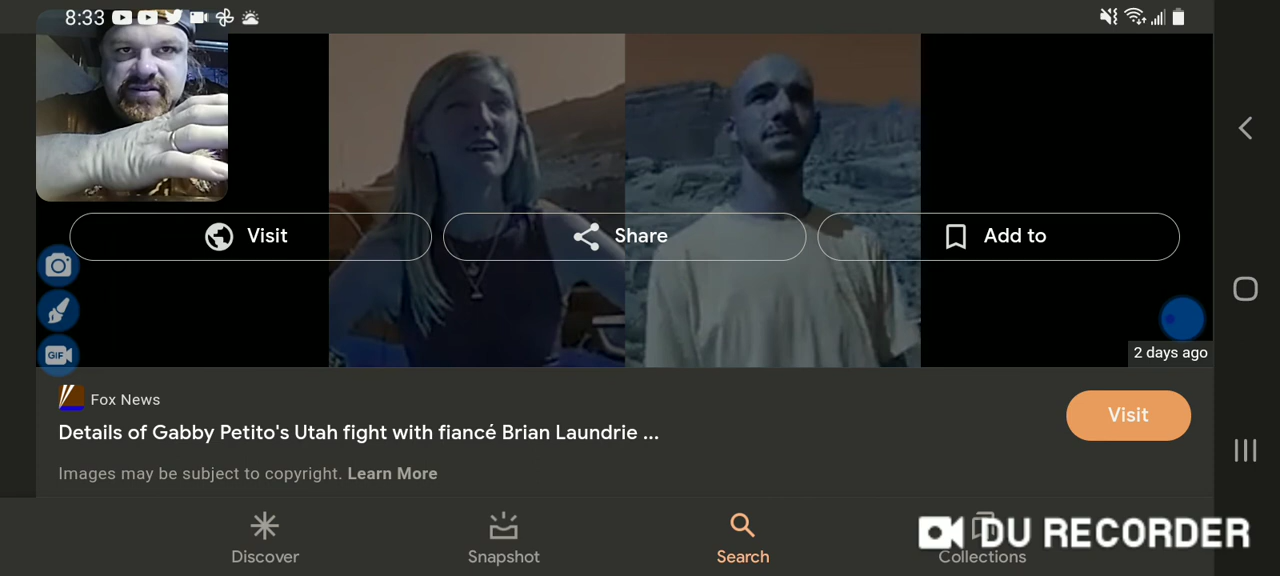 8:33
Visit
Share
Add to
GIF
2 days ago
Fox News
Details of Gabby Petito's Utah fight with fiancé Brian Laundrie ...
Visit
Images may be subject to copyright. Learn More
Discover
Snapshot
Search
Collections
DU RECORDER